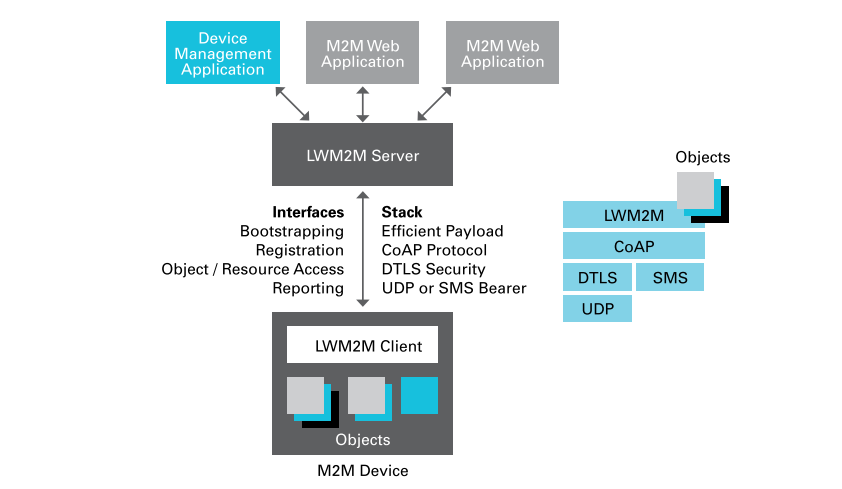 Device
Management
Application
M2M Web
Application
M2M Web
Application
LWM2M Server
Interfaces
Bootstrapping
Registration
Object / Resource Access
Reporting
Stack
Efficient Payload
CoAP Protocol
DTLS Security
UDP or SMS Bearer
LWM2M Client
Objects
M2M Device
Objects
LWM2M
CoAP
DTLS
SMS
UDP